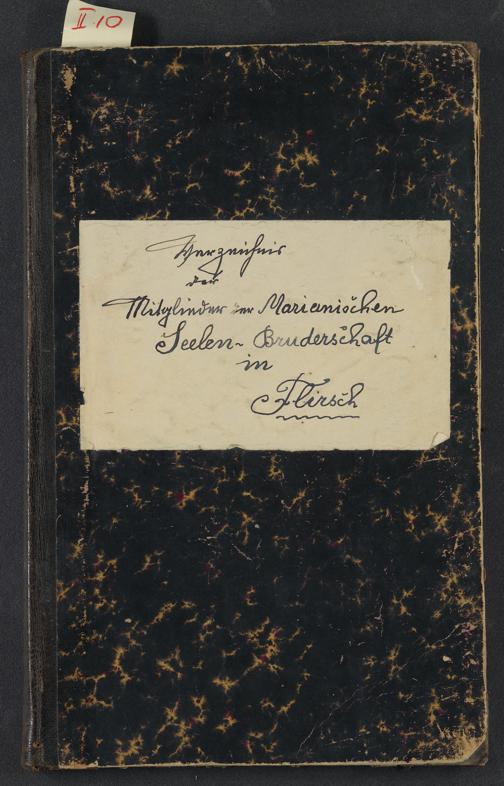 II.10
Verzeichnis
der
Mitglieder der Marianischen
Seelen- Bruderschaft
in
Flirsch